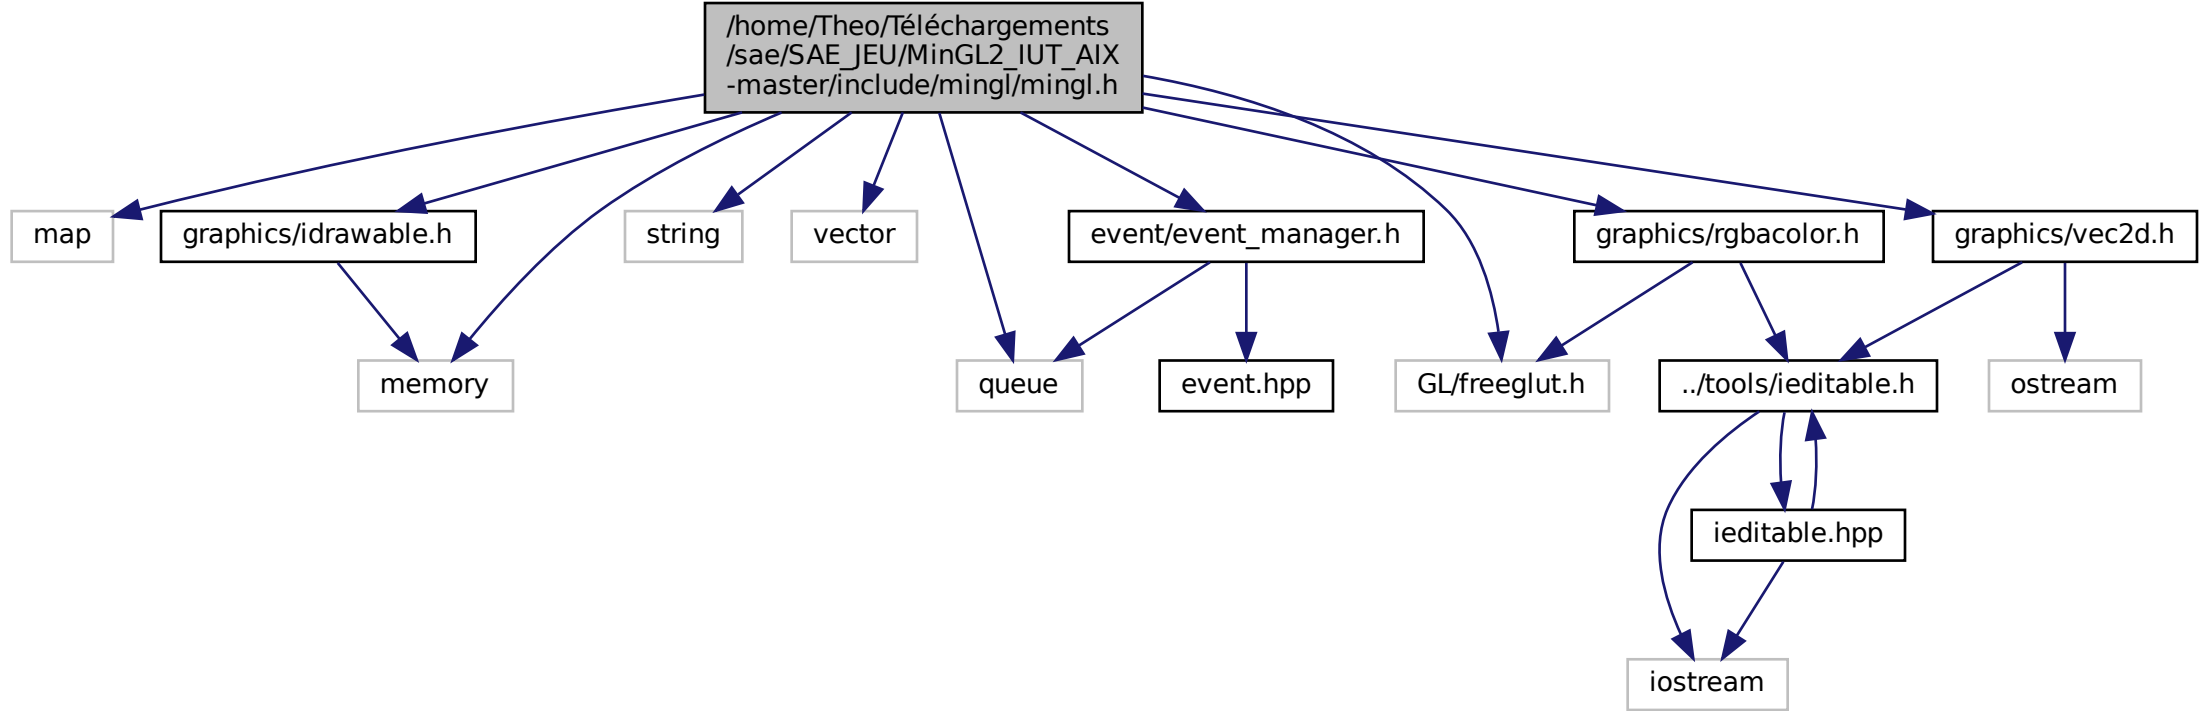 /home/Theo/Téléchargements
/sae/SAE_JEU/MinGL2_IUT_AIX
-master/include/mingl/mingl.h
map
graphics/idrawable.h
string
vector
event/event_manager.h
graphics/rgbacolor.h
graphics/vec2d.h
memory
queue
event.hpp
GL/freeglut.h
../tools/ieditable.h
ostream
ieditable.hpp
iostream